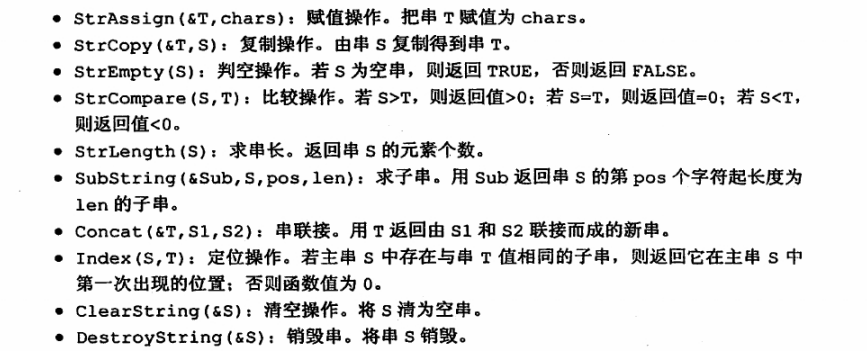 • StrAssign(&T,chars)：赋值操作。把串 T 赋值为 chars。
• StrCopy(&T,S)：复制操作。由串 S 复制得到串 T。
• StrEmpty(S)：判空操作。若 S 为空串，则返回 TRUE，否则返回 FALSE。
• StrCompare(S,T)：比较操作。若 S>T，则返回值>0；若 S=T，则返回值=0；若 S<T，
则返回值<0。
• StrLength(S)：求串长。返回串 S 的元素个数。
• SubString(&Sub,S,pos,len)：求子串。用 Sub 返回串 S 的第 pos 个字符起长度为
len 的子串。
• Concat(&T,S1,S2)：串联接。用 T 返回由 S1 和 S2 联接而成的新串。
• Index(S,T)：定位操作。若主串 S 中存在与串 T 值相同的子串，则返回它在主串 S 中
第一次出现的位置；否则函数值为 0。
• ClearString(&S)：清空操作。将 S 清为空串。
• DestroyString(&S)：销毁串。将串 S 销毁。